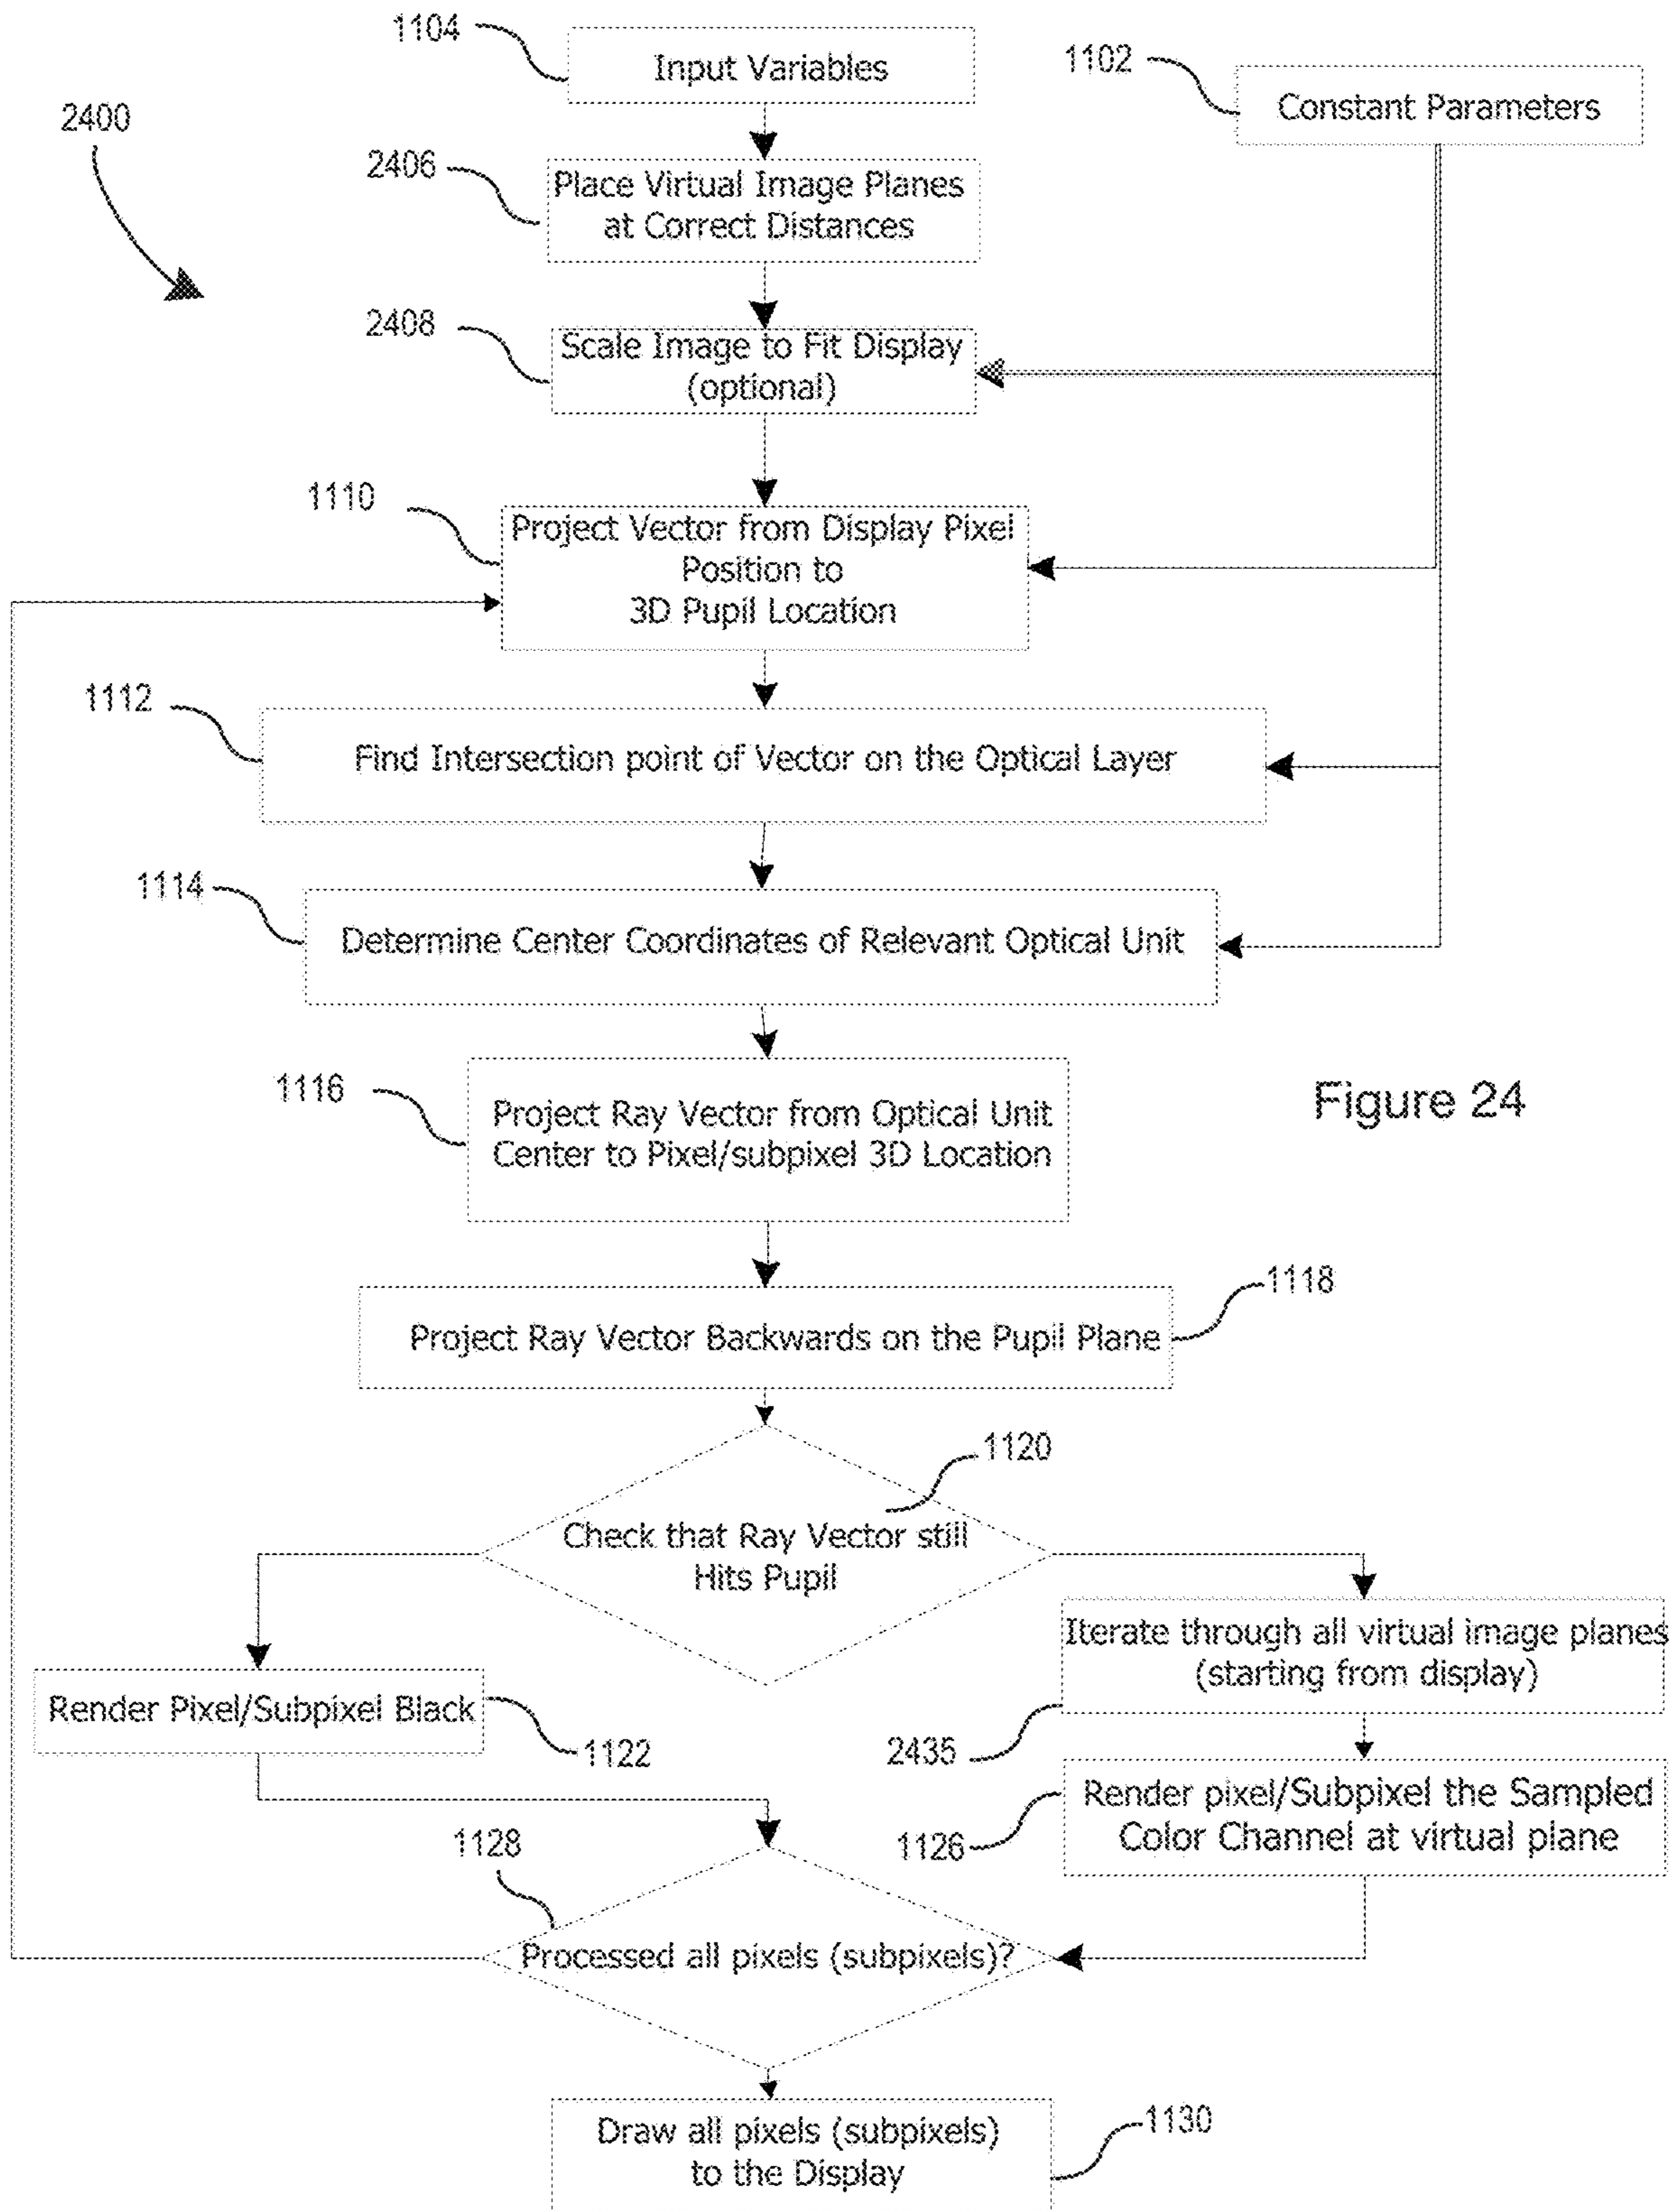 1104
Input Variables
1102
Constant Parameters
2400
2406
Place Virtual Image Planes
at Correct Distances
2408
Scale Image to Fit Display
(optional)
1110
Project Vector from Display Pixel
Position to
3D Pupil Location
1112
Find Intersection point of Vector on the Optical Layer
1114
Determine Center Coordinates of Relevant Optical Unit
1116
Project Ray Vector from Optical Unit
Center to Pixel/subpixel 3D Location
Figure 24
1118
Project Ray Vector Backwards on the Pupil Plane
1120
Check that Ray Vector still
Hits Pupil
Iterate through all virtual image planes
(starting from display)
2435
Render Pixel/Subpixel Black
1122
Render pixel/Subpixel the Sampled
Color Channel at virtual plane
1126
1128
Processed all pixels (subpixels)?
Draw all pixels (subpixels)
to the Display
1130